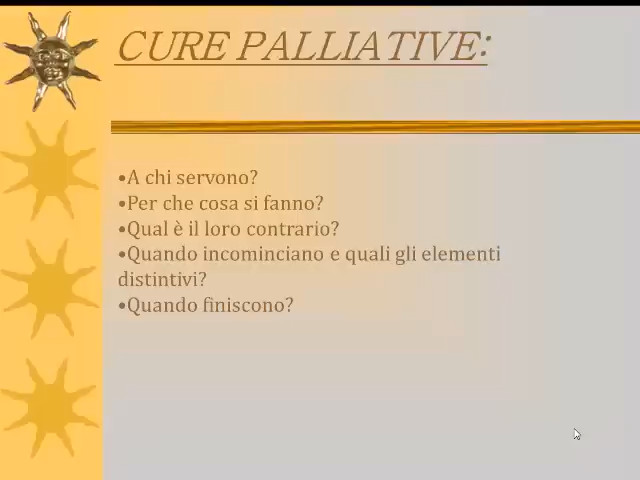 CURE PALLIATIVE:
•A chi servono?
•Per che cosa si fanno?
•Qual è il loro contrario?
•Quando incominciano e quali gli elementi
distintivi?
•Quando finiscono?